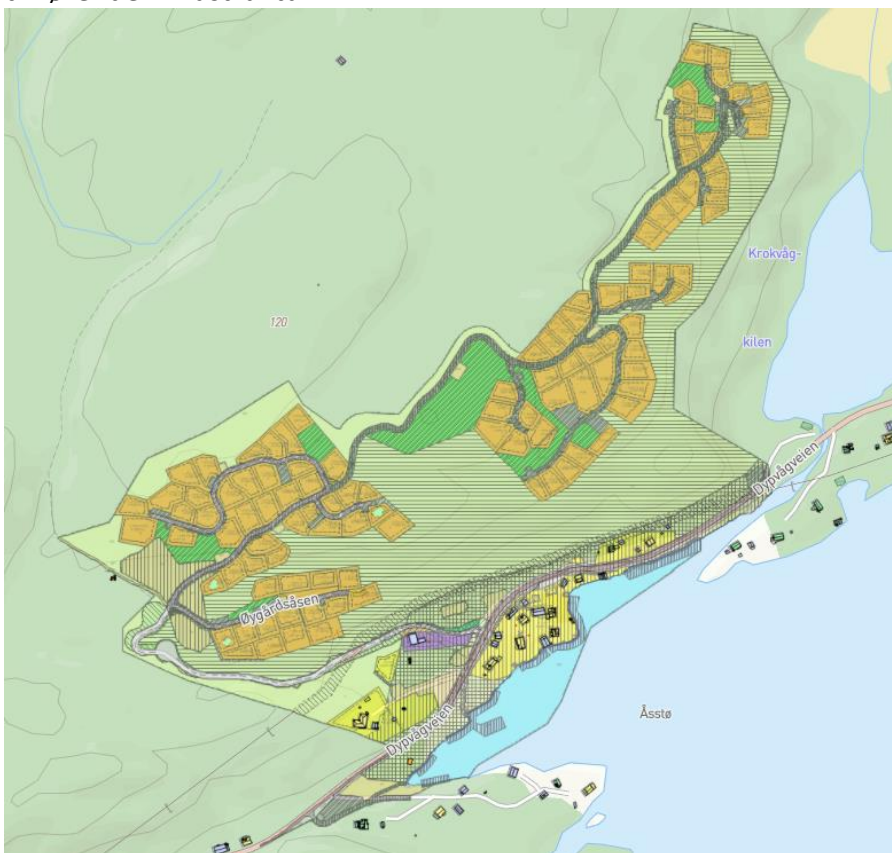 Krokvåg-
120
kilen
Dypvågveien
Øygårdsåsen
Åsstø
Dypvågveien